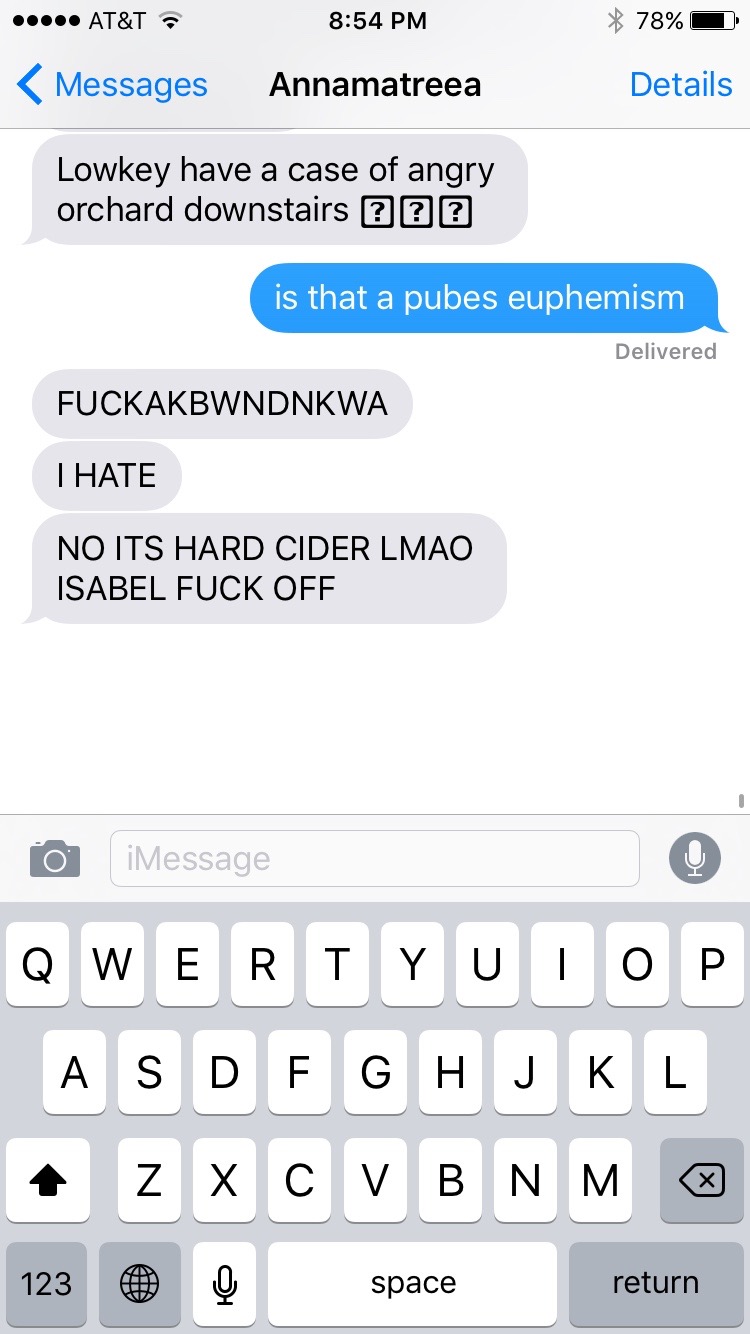 AT&T 8:54 PM 78%
Messages Annamatreea Details
Lowkey have a case of angry
orchard downstairs ⍰⍰⍰
is that a pubes euphemism
Delivered
FUCKAKBWNDNKWA
I HATE
NO ITS HARD CIDER LMAO
ISABEL FUCK OFF
iMessage
Q W E R T Y U I O P
A S D F G H J K L
Z X C V B N M
123 space return